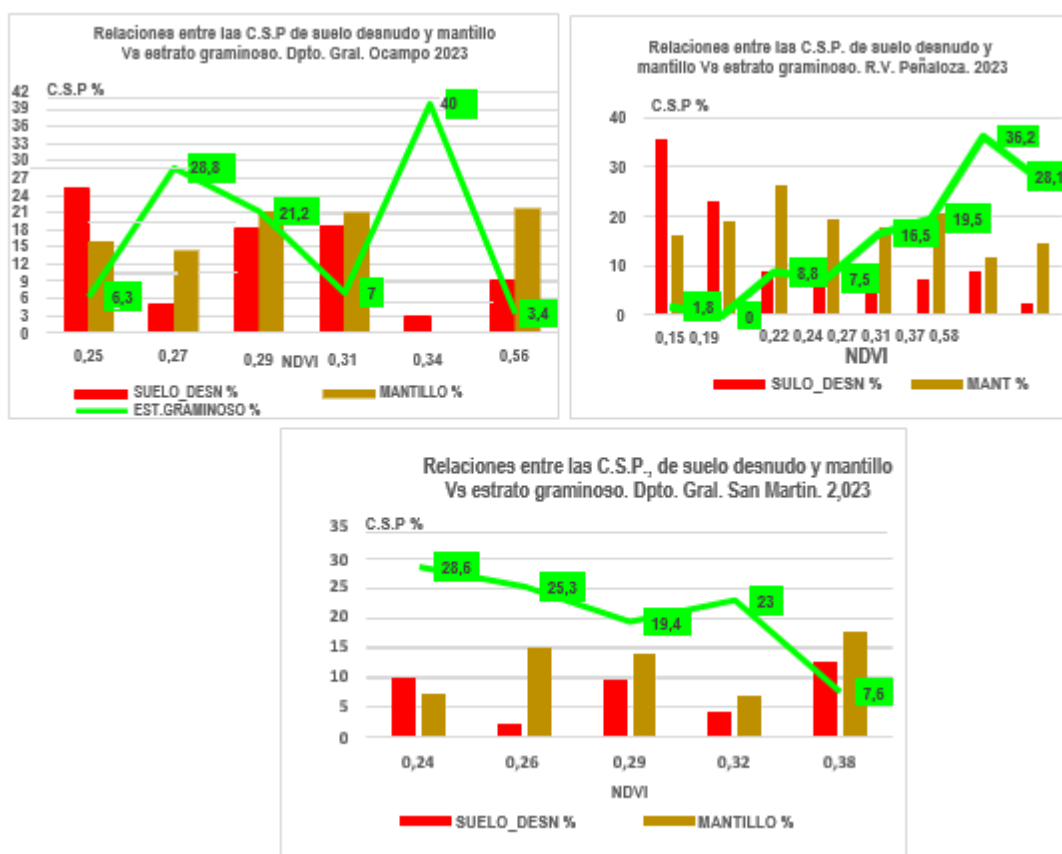 Relaciones entre las C.S.P de suelo desnudo y mantillo
Vs estrato graminoso. Dpto. Gral. Ocampo 2023
C.S.P %
42
39
36
33
30
27
24
21
18
15
12
9
6
3
0
6,3
28,8
21,2
7
40
3,4
0,25
0,27
0,29
NDVI
0,31
0,34
0,56
SUELO_DESN %
MANTILLO %
EST.GRAMINOSO %
Relaciones entre las C.S.P. de suelo desnudo y
mantillo Vs estrato graminoso. R.V. Peñaloza. 2023
C.S.P %
40
30
20
10
0
1,8
0
8,8
7,5
16,5
19,5
36,2
28,1
0,15 0,19 0,22 0,24 0,27 0,31 0,37 0,58
NDVI
SULO_DESN %
MANT %
Relaciones entre las C.S.P., de suelo desnudo y mantillo
Vs estrato graminoso. Dpto. Gral. San Martin. 2,023
C.S.P %
35
30
25
20
15
10
5
0
28,6
25,3
19,4
23
7,6
0,24
0,26
0,29
0,32
0,38
NDVI
SUELO_DESN %
MANTILLO %